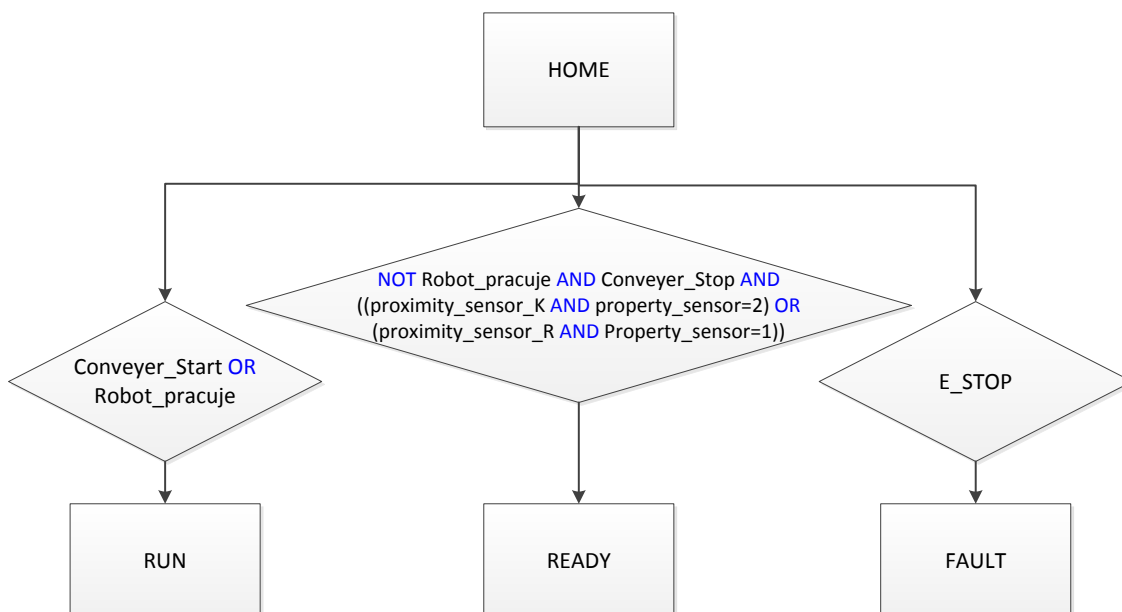 HOME
NOT Robot_pracuje AND Conveyer_Stop AND
((proximity_sensor_K AND property_sensor=2) OR
(proximity_sensor_R AND Property_sensor=1))
Conveyer_Start OR
Robot_pracuje
E_STOP
RUN
READY
FAULT